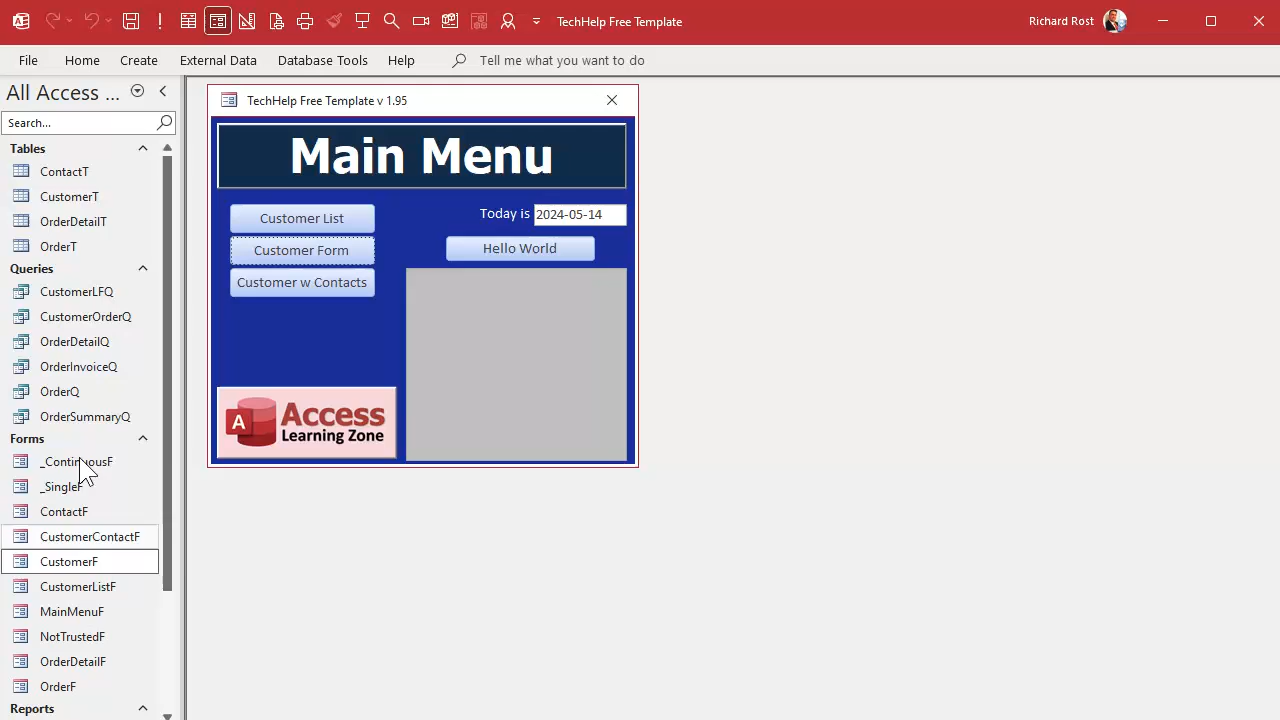 TechHelp Free Template
Richard Rost
File
Home
Create
External Data
Database Tools
Help
Tell me what you want to do
All Access ...
Search...
Tables
ContactT
CustomerT
OrderDetailT
OrderT
Queries
CustomerLFQ
CustomerOrderQ
OrderDetailQ
OrderInvoiceQ
OrderQ
OrderSummaryQ
Forms
_ContinuousF
_SingleF
ContactF
CustomerContactF
CustomerF
CustomerListF
MainMenuF
NotTrustedF
OrderDetailF
OrderF
Reports
TechHelp Free Template v 1.95
Main Menu
Customer List
Customer Form
Customer w Contacts
Today is 2024-05-14
Hello World
A
Access
Learning Zone